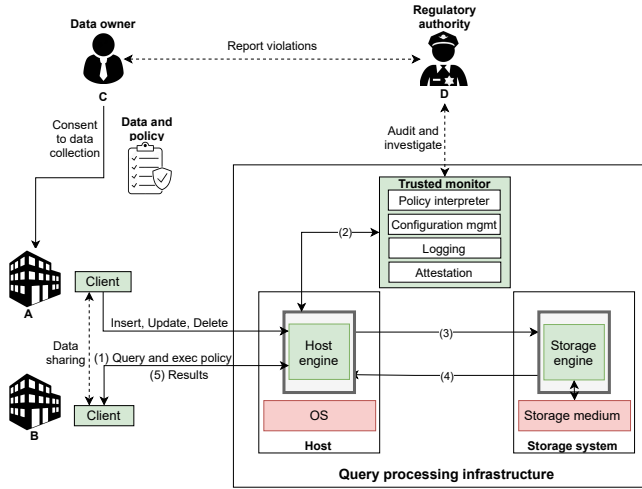 Data owner
Regulatory
authority
Report violations
C
D
Consent
to data
collection
Data and
policy
Audit and
investigate
Trusted monitor
Policy interpreter
Configuration mgmt
Logging
Attestation
(2)
Client
A
Insert, Update, Delete
Host
engine
(3)
Storage
engine
Data
sharing
(1) Query and exec policy
(4)
(5) Results
Client
B
OS
Storage medium
Host
Storage system
Query processing infrastructure